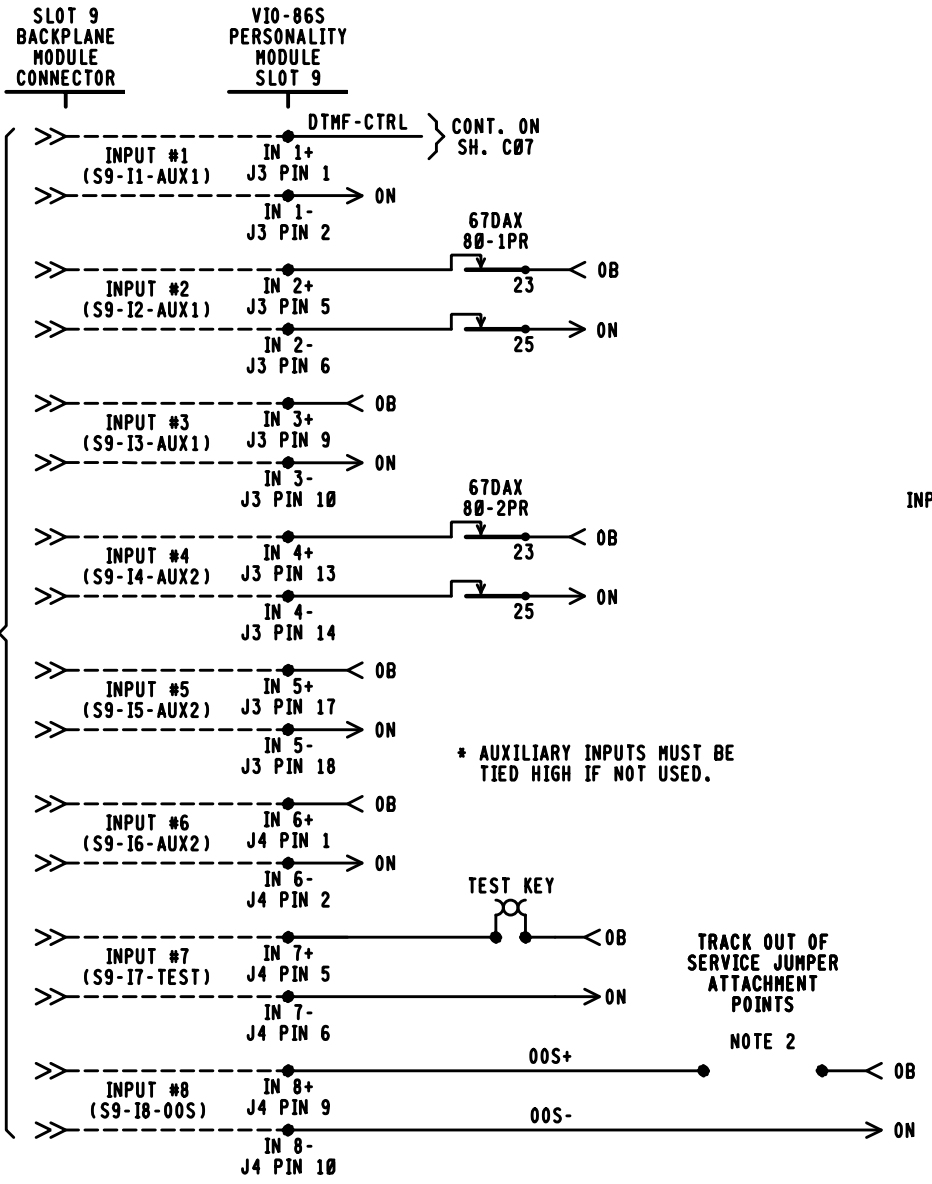 SLOT 9
BACKPLANE
MODULE
CONNECTOR
VIO-86S
PERSONALITY
MODULE
SLOT 9
DTMF-CTRL
CONT. ON
SH. C07
INPUT #1
(S9-I1-AUX1)
IN 1+
J3 PIN 1
ON
IN 1-
J3 PIN 2
67DAX
80-1PR
OB
INPUT #2
(S9-I2-AUX1)
IN 2+
J3 PIN 5
23
ON
IN 2-
J3 PIN 6
25
OB
INPUT #3
(S9-I3-AUX1)
IN 3+
J3 PIN 9
ON
IN 3-
J3 PIN 10
67DAX
80-2PR
INP
OB
INPUT #4
(S9-I4-AUX2)
IN 4+
J3 PIN 13
23
ON
IN 4-
J3 PIN 14
25
OB
INPUT #5
(S9-I5-AUX2)
IN 5+
J3 PIN 17
ON
IN 5-
J3 PIN 18
* AUXILIARY INPUTS MUST BE
TIED HIGH IF NOT USED.
OB
INPUT #6
(S9-I6-AUX2)
IN 6+
J4 PIN 1
ON
IN 6-
J4 PIN 2
TEST KEY
OB
INPUT #7
(S9-I7-TEST)
IN 7+
J4 PIN 5
ON
IN 7-
J4 PIN 6
TRACK OUT OF
SERVICE JUMPER
ATTACHMENT
POINTS
NOTE 2
OOS+
OB
INPUT #8
(S9-I8-OOS)
IN 8+
J4 PIN 9
OOS-
ON
IN 8-
J4 PIN 10